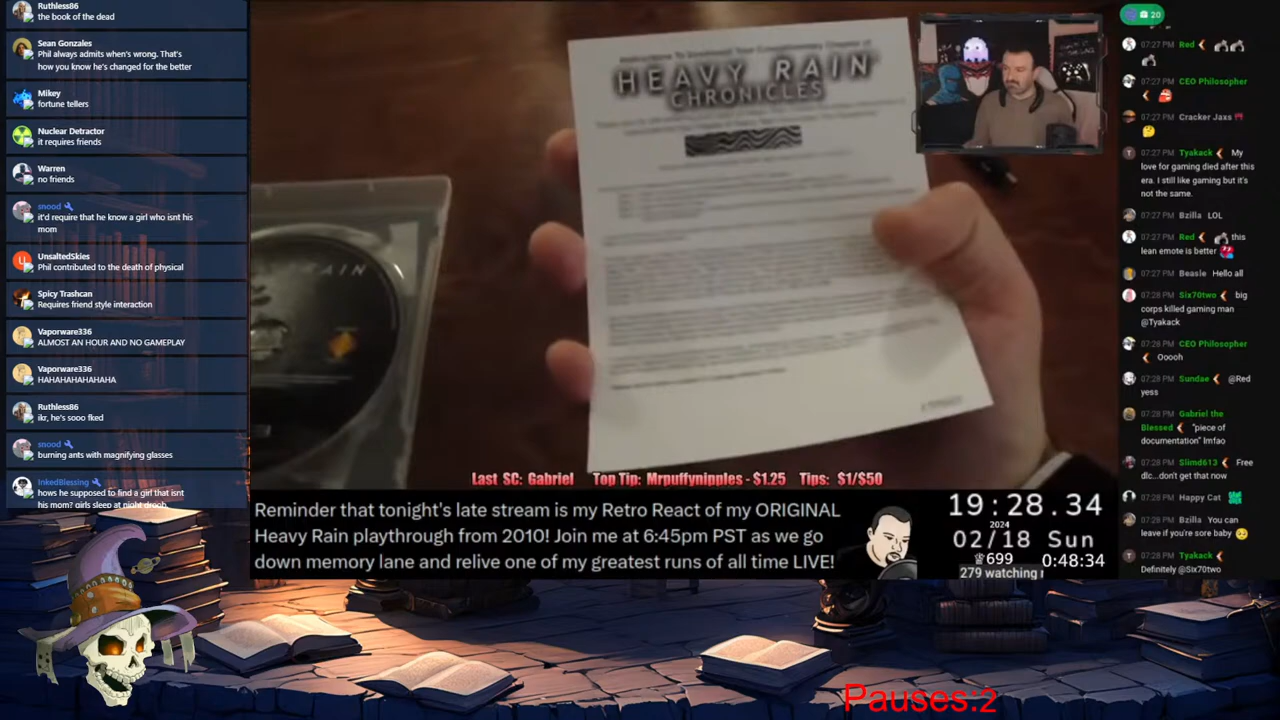 Ruthless86
the book of the dead
Sean Gonzales
Phil always admits when's wrong. That's
how you know he's changed for the better
Mikey
fortune tellers
Nuclear Detractor
it requires friends
Warren
no friends
snood
it'd require that he know a girl who isnt his
mom
UnsaltedSkies
Phil contributed to the death of physical
Spicy Trashcan
Requires friend style interaction
Vaporware336
ALMOST AN HOUR AND NO GAMEPLAY
Vaporware336
HAHAHAHAHAHAHA
Ruthless86
ikr, he's sooo fked
snood
burning ants with magnifying glasses
InkedBlessing
hows he supposed to find a girl that isnt
his mom? girls sleep at night droob
HEAVY RAIN
CHRONICLES
RAIN
Last SC: Gabriel Top Tip: Mrpuffynipples - $1.25 Tips: $1/$50
Reminder that tonight's late stream is my Retro React of my ORIGINAL
Heavy Rain playthrough from 2010! Join me at 6:45pm PST as we go
down memory lane and relive one of my greatest runs of all time LIVE!
19:28.34
2024
02/18 Sun
699
0:48:34
279 watching
20
07:27 PM Red
07:27 PM CEO Philosopher
07:27 PM Cracker Jaxs
07:27 PM Tyakack My
love for gaming died after this
era. I still like gaming but it's
not the same.
07:27 PM Bzilla LOL
07:27 PM Red this
lean emote is better
07:27 PM Beasle Hello all
07:28 PM Six70two big
corps killed gaming man
@Tyakack
07:28 PM CEO Philosopher
Ooooh
07:28 PM Sundae @Red
yess
07:28 PM Gabriel the
Blessed "piece of
documentation" lmfao
07:28 PM Slimd613 Free
dlc...don't get that now
07:28 PM Happy Cat
07:28 PM Bzilla You can
leave if you're sore baby
07:28 PM Tyakack
Definitely @Six70two
Pauses:2